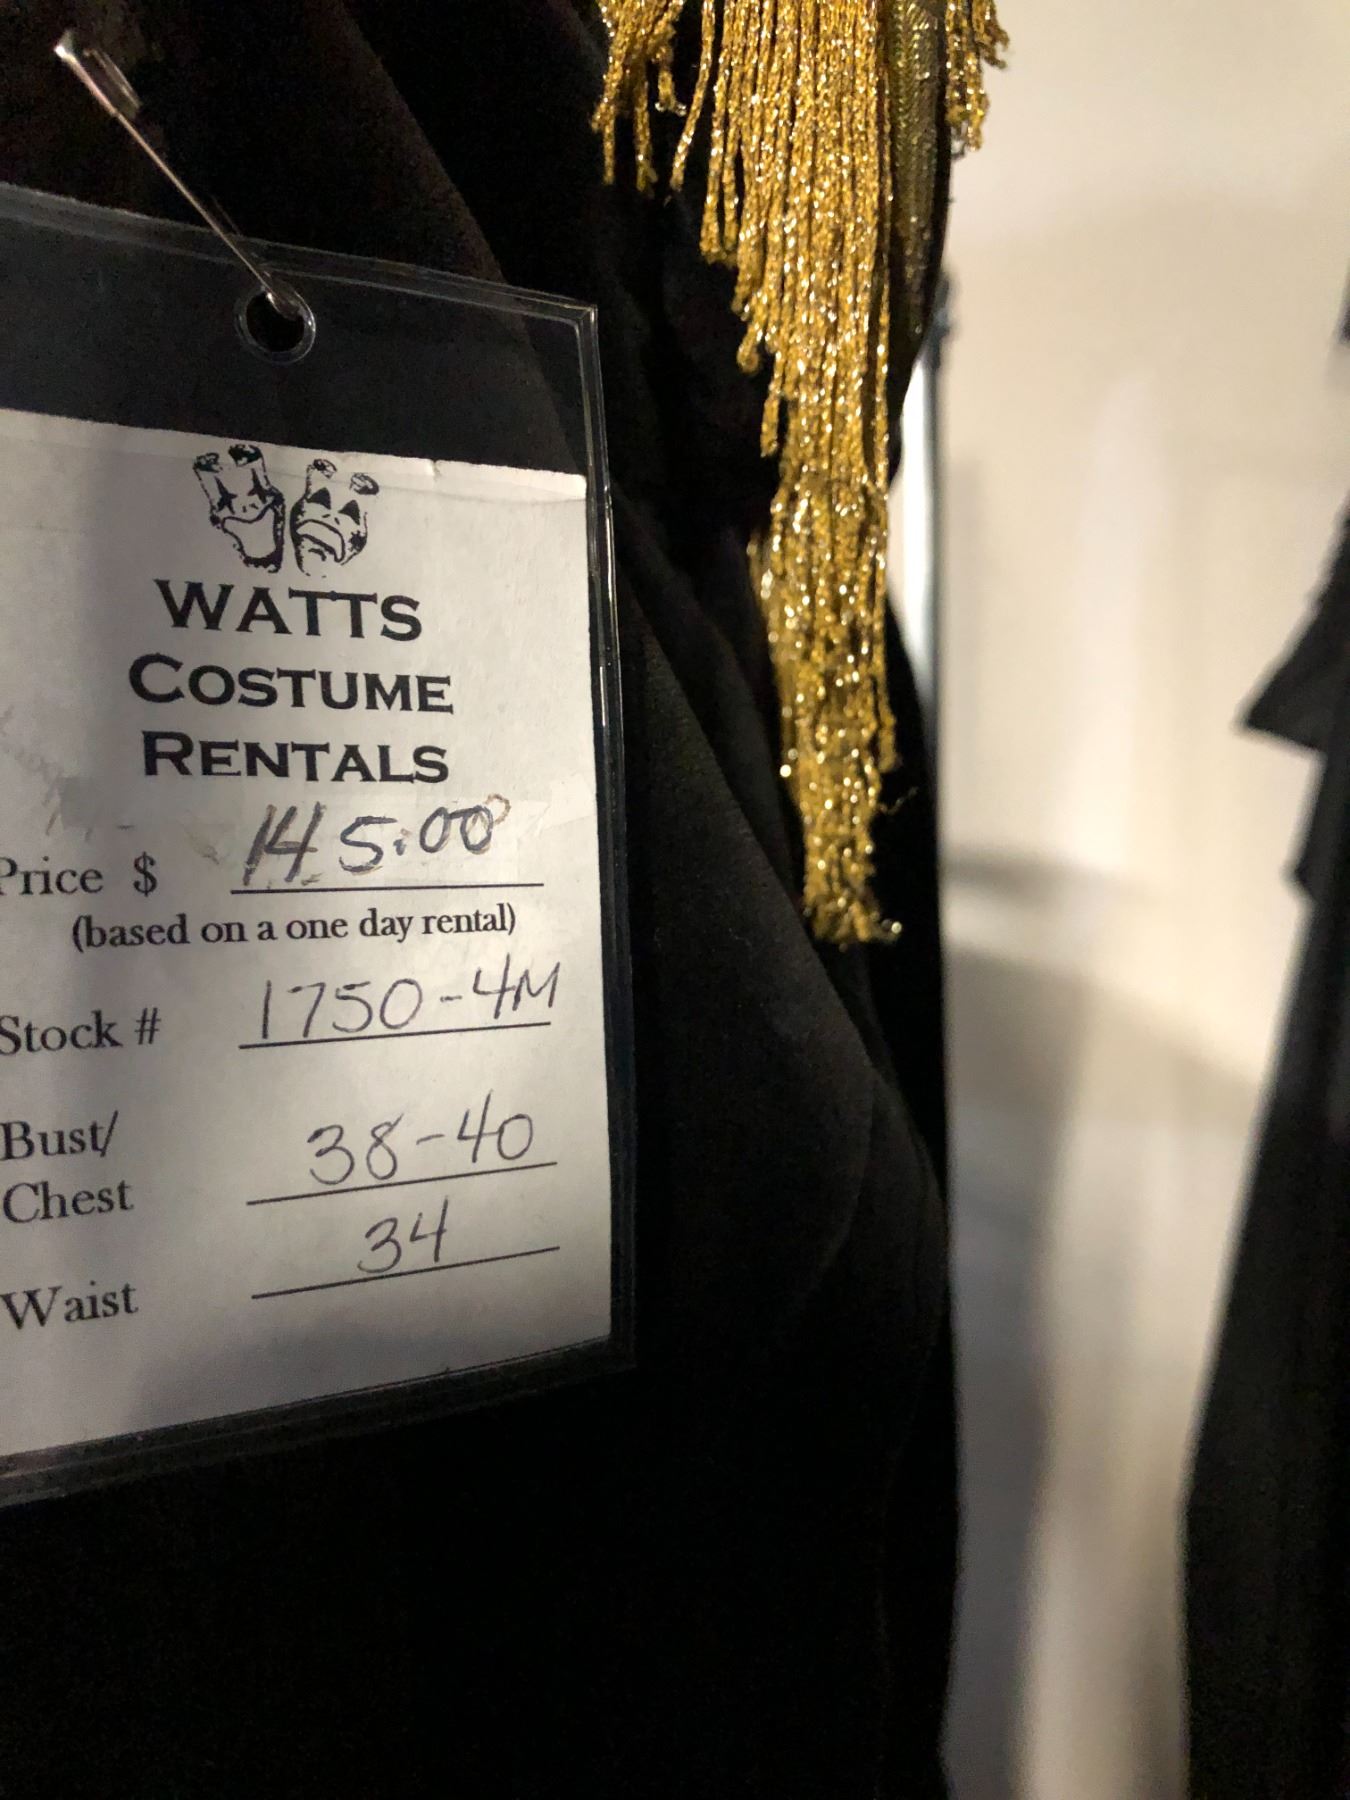 WATTS
COSTUME
RENTALS
Price $ 145.00
(based on a one day rental)
Stock # 1750-4M
Bust/
Chest 38-40
Waist 34